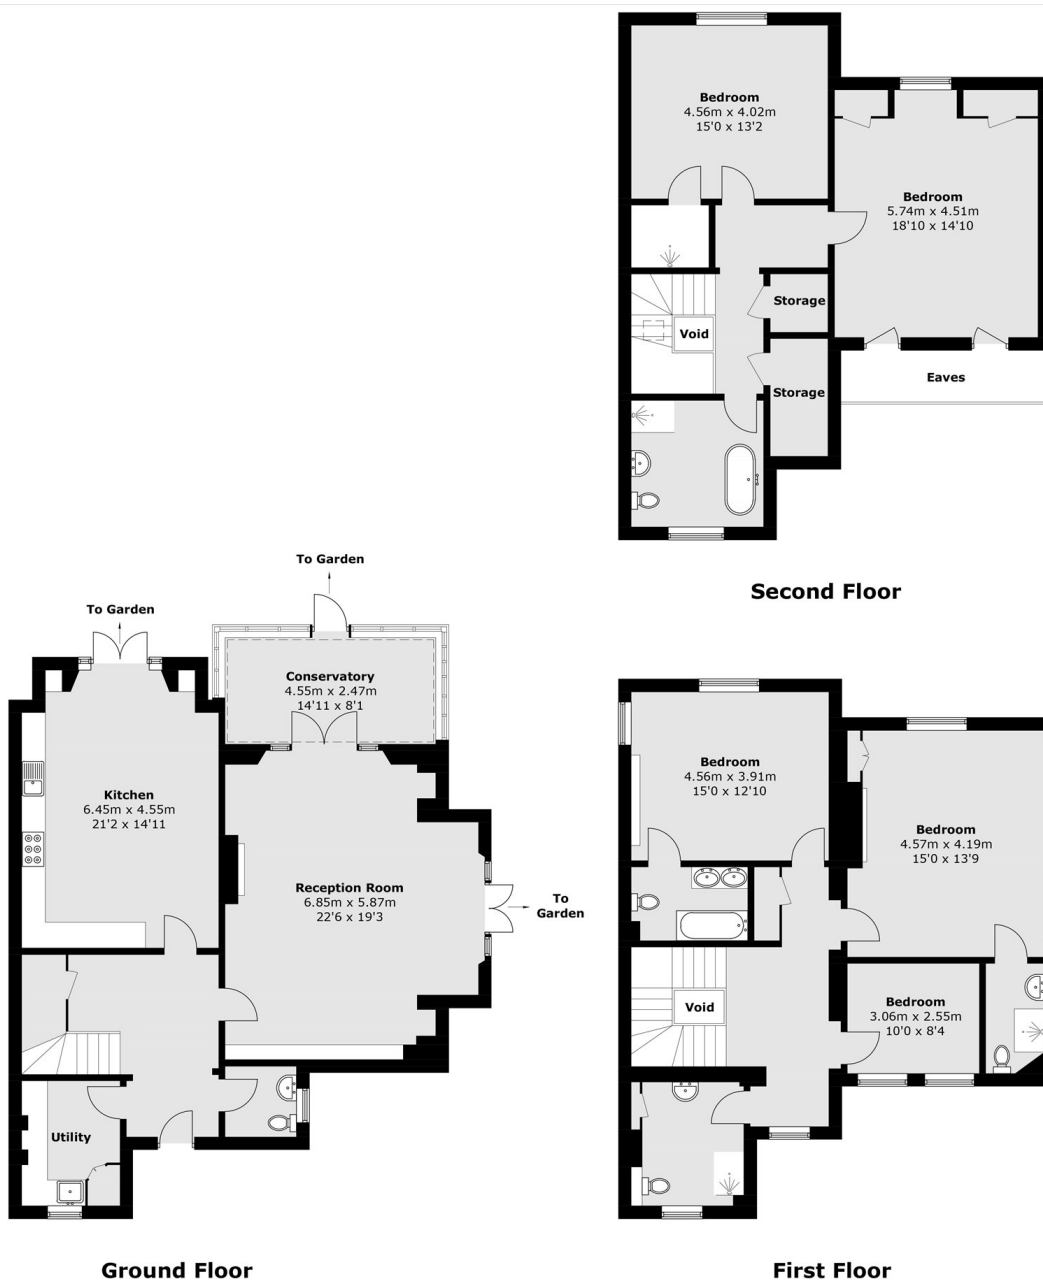 Bedroom
4.56m x 4.02m
15'0 x 13'2
Bedroom
5.74m x 4.51m
18'10 x 14'10
Storage
Void
Storage
Eaves
Second Floor
To Garden
To Garden
Conservatory
4.55m x 2.47m
14'11 x 8'1
Kitchen
6.45m x 4.55m
21'2 x 14'11
Reception Room
6.85m x 5.87m
22'6 x 19'3
To
Garden
Utility
Ground Floor
Bedroom
4.56m x 3.91m
15'0 x 12'10
Bedroom
4.57m x 4.19m
15'0 x 13'9
Void
Bedroom
3.06m x 2.55m
10'0 x 8'4
First Floor